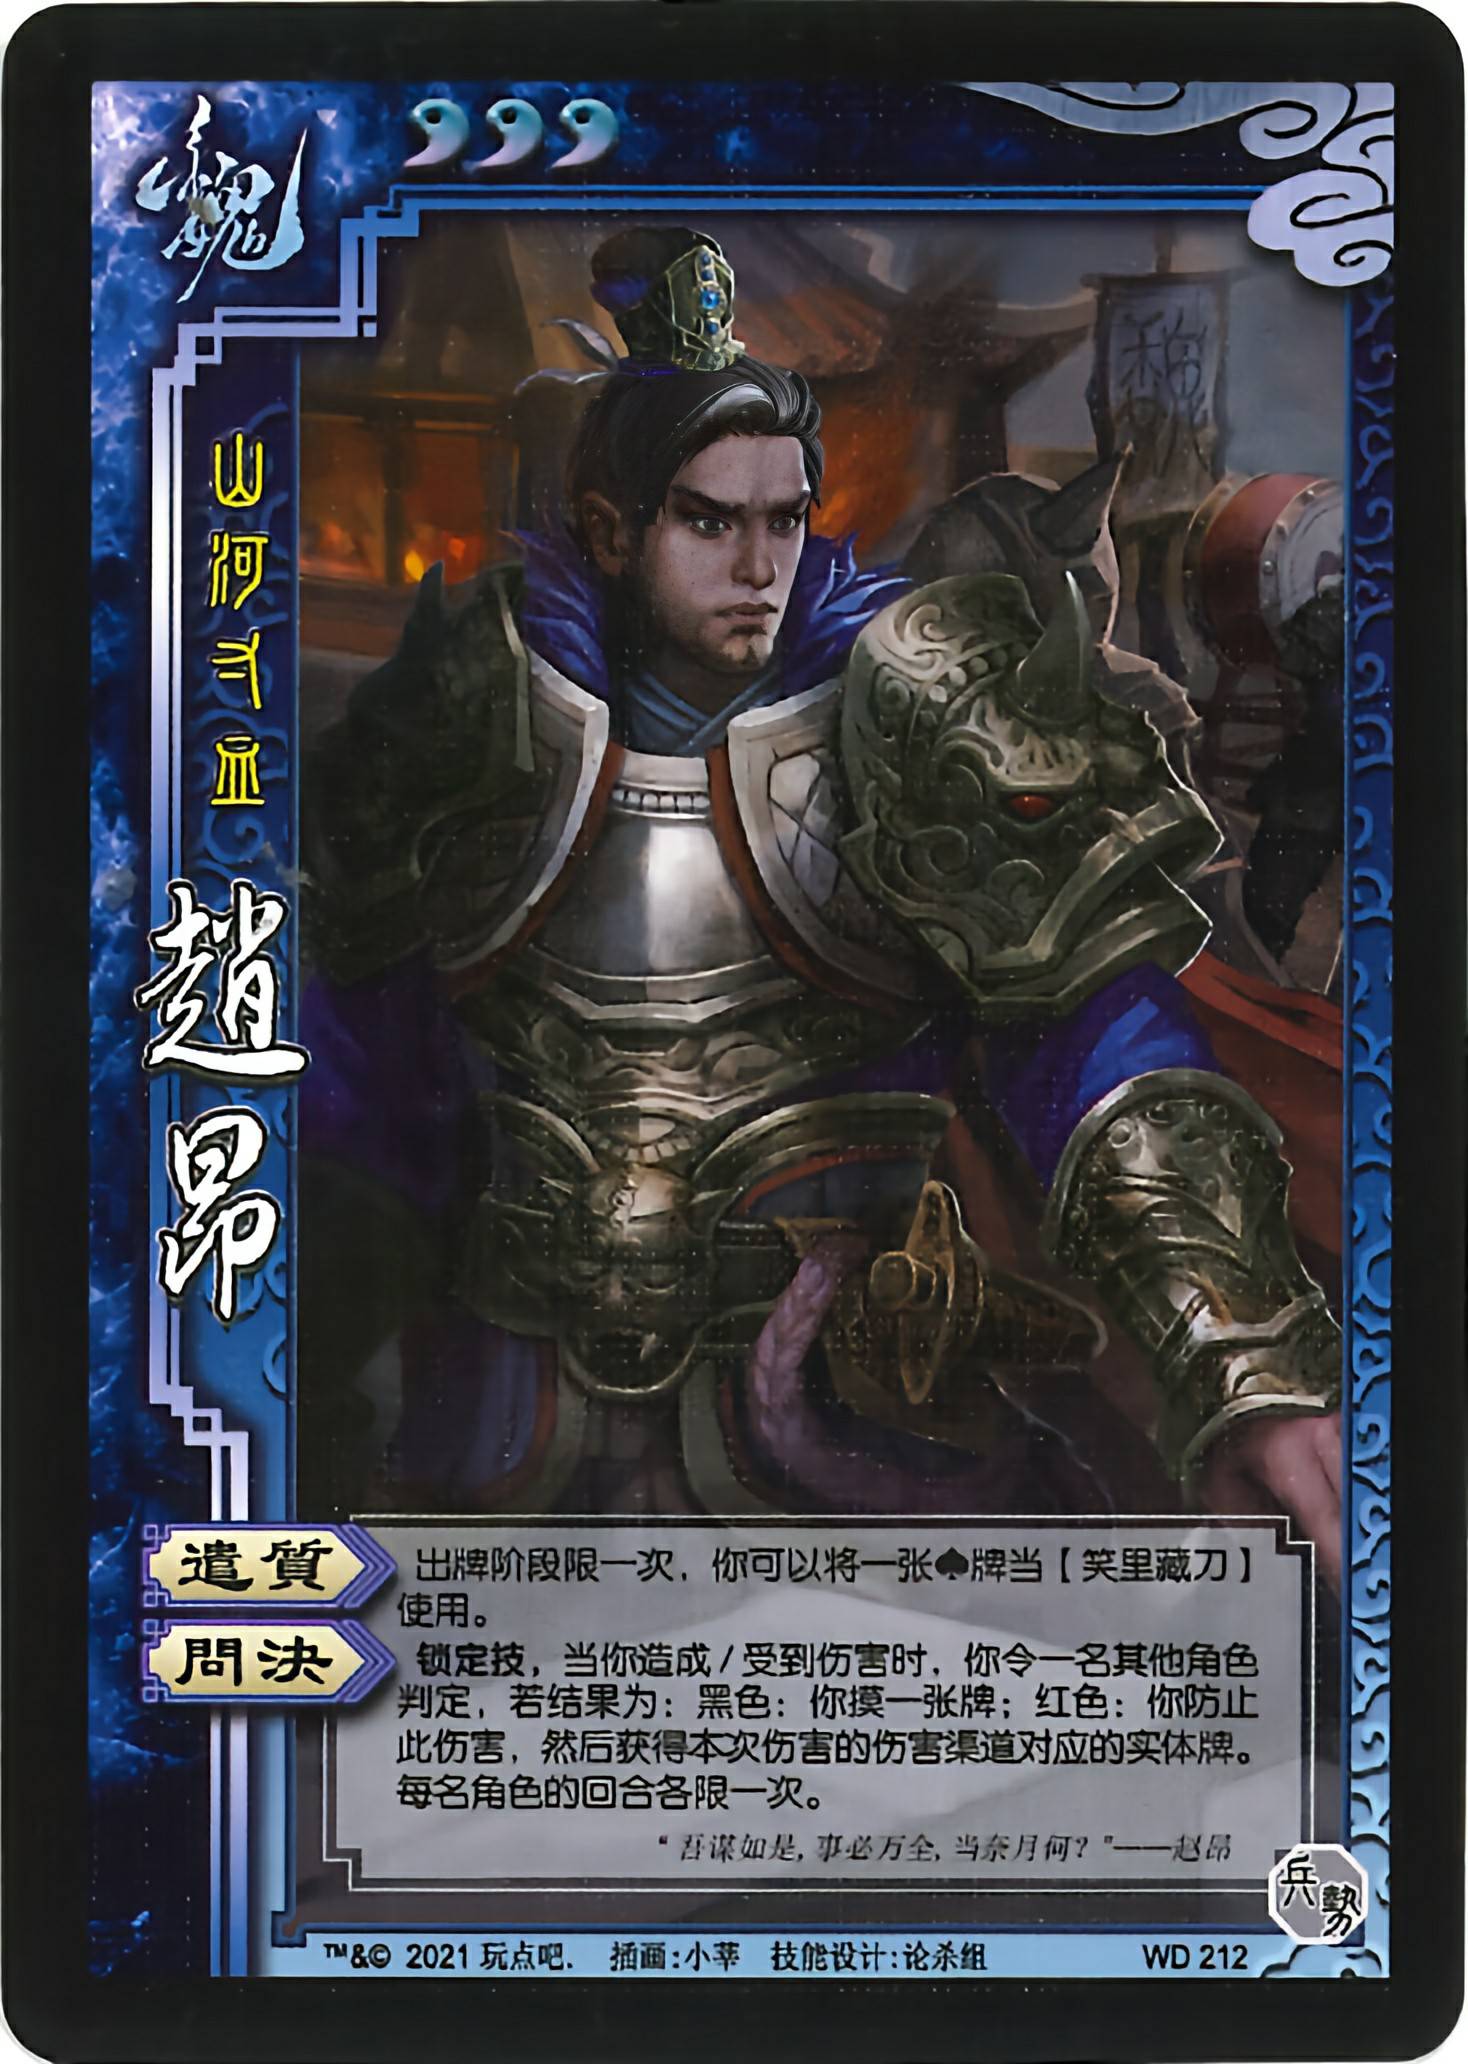 魏
山河
趙昂
遣質
出牌阶段限一次，你可以将一张♠牌当【笑里藏刀】
使用。
問決
锁定技，当你造成/受到伤害时，你令一名其他角色
判定，若结果为：黑色：你摸一张牌；红色：你防止
此伤害，然后获得本次伤害的伤害渠道对应的实体牌。
每名角色的回合各限一次。
“吾谋如是,事必万全,当奈月何？”——赵昂
兵勢
™&© 2021 玩点吧. 插画:小莘 技能设计:论杀组 WD 212